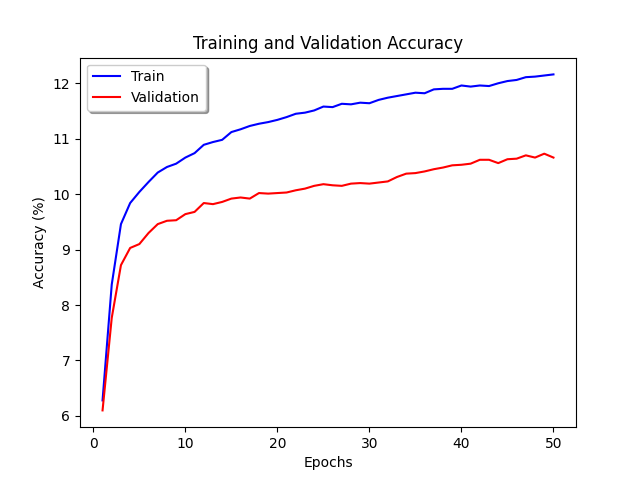 Training and Validation Accuracy
Train
Validation
Accuracy (%)
12
11
10
9
8
7
6
0 10 20 30 40 50
Epochs